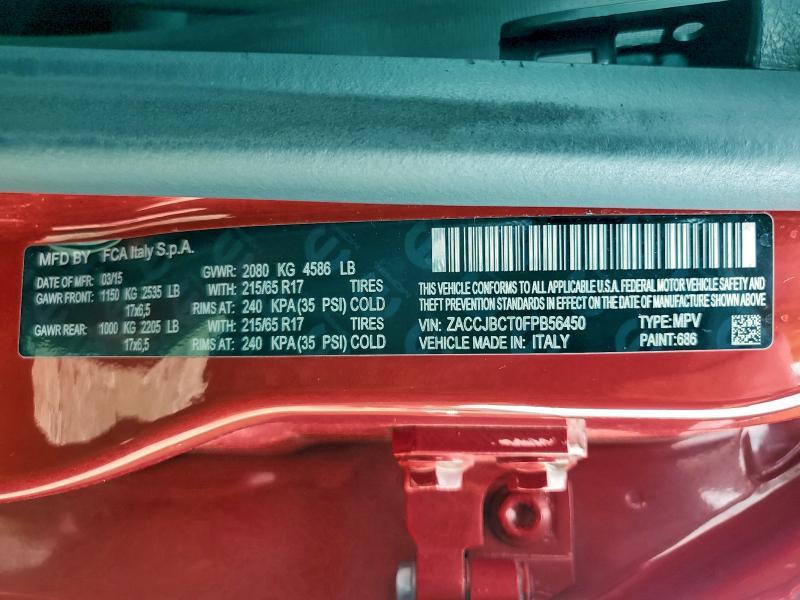 MFD BY FCA Italy S.p.A.
DATE OF MFR: 03/15 GVWR: 2080 KG 4586 LB
GAWR FRONT: 1150 KG 2535 LB WITH: 215/65 R17 TIRES
17x6,5 RIMS AT: 240 KPA(35 PSI) COLD
GAWR REAR: 1000 KG 2205 LB WITH: 215/65 R17 TIRES
17x6,5 RIMS AT: 240 KPA(35 PSI) COLD
THIS VEHICLE CONFORMS TO ALL APPLICABLE U.S.A. FEDERAL MOTOR VEHICLE SAFETY AND
THEFT PREVENTION STANDARDS IN EFFECT ON THE DATE OF MANUFACTURE SHOWN ABOVE
VIN: ZACCJBCT0FPB56450 TYPE: MPV
VEHICLE MADE IN: ITALY PAINT:686